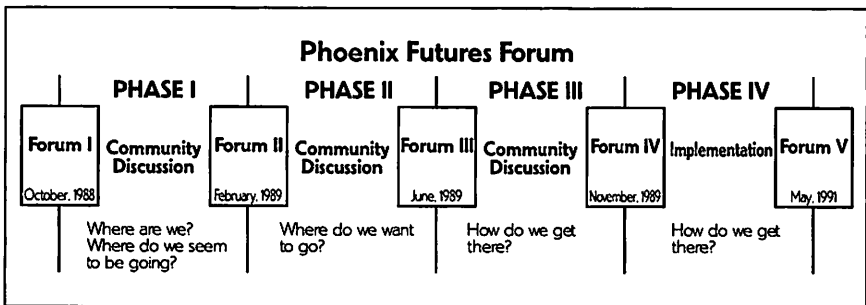 Phoenix Futures Forum
PHASE I
PHASE II
PHASE III
PHASE IV
Forum I
October, 1988
Community
Discussion
Forum II
February, 1989
Community
Discussion
Forum III
June, 1989
Community
Discussion
Forum IV
November, 1989
Implementation
Forum V
May, 1991
Where are we?
Where do we seem
to be going?
Where do we want
to go?
How do we get
there?
How do we get
there?